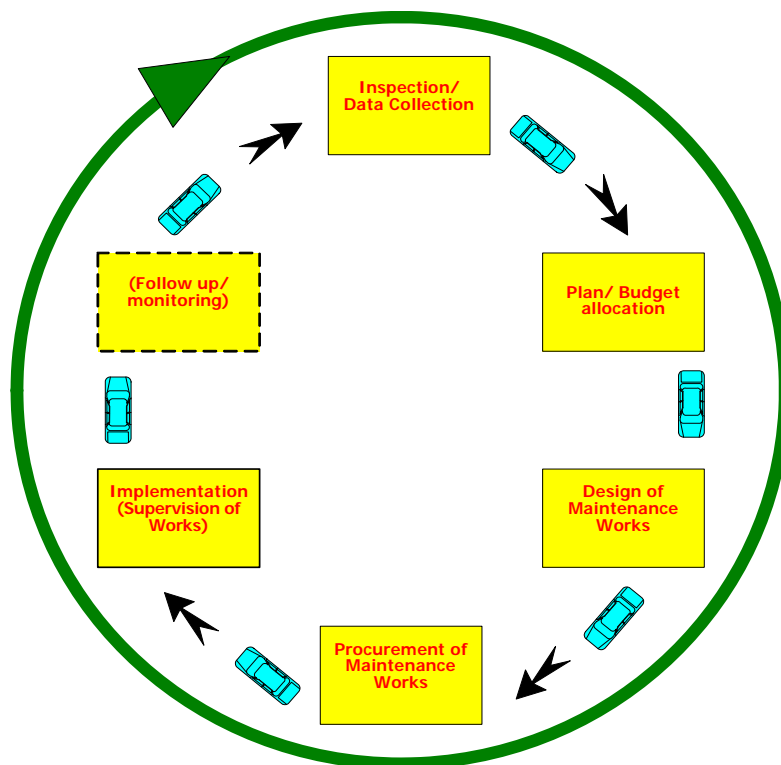 Inspection/
Data Collection
Plan/ Budget
allocation
Design of
Maintenance
Works
Procurement of
Maintenance
Works
Implementation
(Supervision of
Works)
(Follow up/
monitoring)